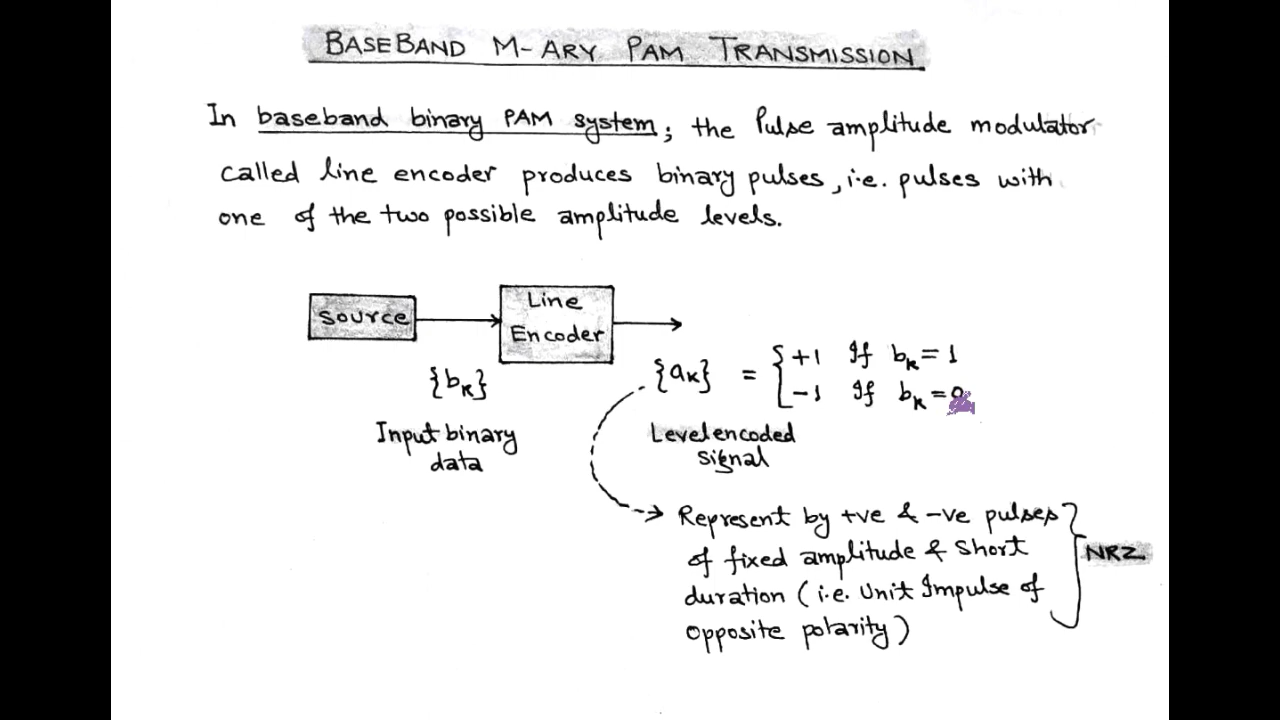 BASEBAND M-ARY PAM TRANSMISSION
In baseband binary PAM system; the Pulse amplitude modulator
called line encoder produces binary pulses, i.e. pulses with
one of the two possible amplitude levels.
Source
Line
Encoder
{bK}
Input binary
data
{aK} = { +1 If bK = 1
-1 If bK = 0
Level encoded
signal
Represent by +ve & -ve pulses
of fixed amplitude & Short
duration (i.e. Unit Impulse of
opposite polarity)
NRZ